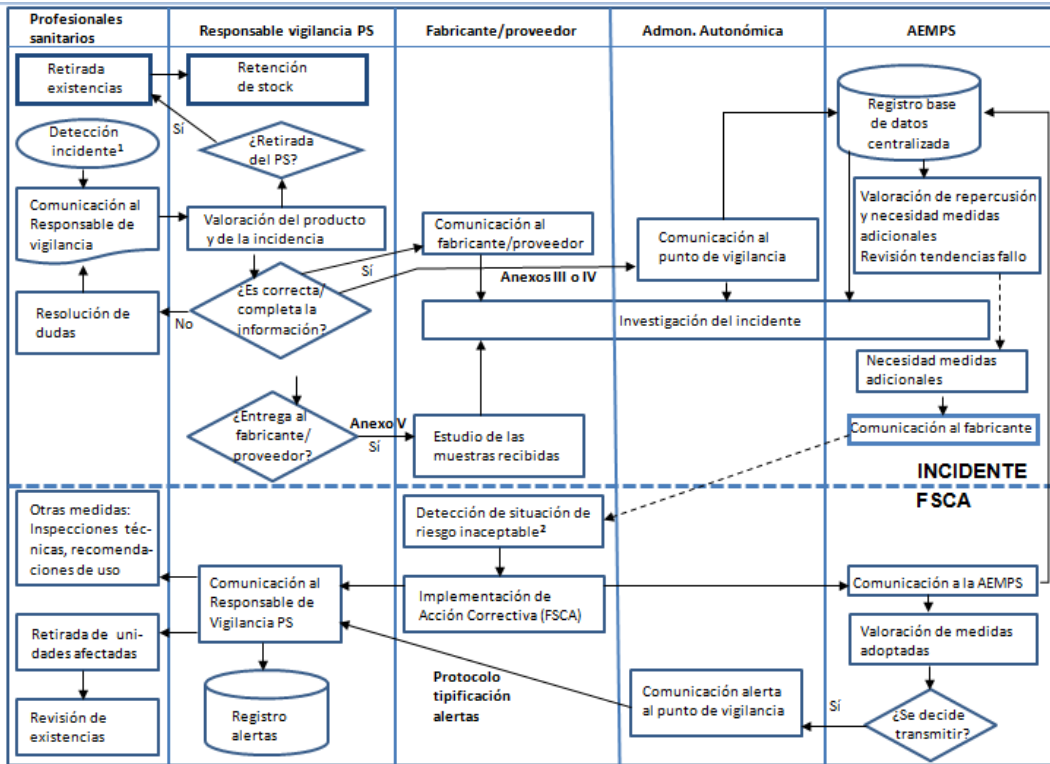 Profesionales
sanitarios
Responsable vigilancia PS
Fabricante/proveedor
Admon. Autonómica
AEMPS
Retirada
existencias
Retención
de stock
Sí
Detección
incidente¹
¿Retirada
del PS?
Registro base
de datos
centralizada
Comunicación al
Responsable de
vigilancia
Valoración del producto
y de la incidencia
Comunicación al
fabricante/proveedor
Comunicación al
punto de vigilancia
Valoración de repercusión
y necesidad medidas
adicionales
Revisión tendencias fallo
Sí
Anexos III o IV
Resolución de
dudas
No
¿Es correcta/
completa la
información?
Investigación del incidente
Necesidad medidas
adicionales
¿Entrega al
fabricante/
proveedor?
Anexo V
Sí
Estudio de las
muestras recibidas
Comunicación al fabricante
INCIDENTE
FSCA
Otras medidas:
Inspecciones téc-
nicas, recomenda-
ciones de uso
Detección de situación de
riesgo inaceptable²
Comunicación al
Responsable de
Vigilancia PS
Implementación de
Acción Correctiva (FSCA)
Comunicación a la AEMPS
Retirada de uni-
dades afectadas
Valoración de medidas
adoptadas
Protocolo
tipificación
alertas
Comunicación alerta
al punto de vigilancia
Sí
¿Se decide
transmitir?
Revisión de
existencias
Registro
alertas